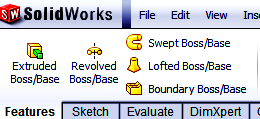 SW SolidWorks File Edit View Inse
Swept Boss/Base
Extruded Boss/Base
Revolved Boss/Base
Lofted Boss/Base
Boundary Boss/Base
Features Sketch Evaluate DimXpert C